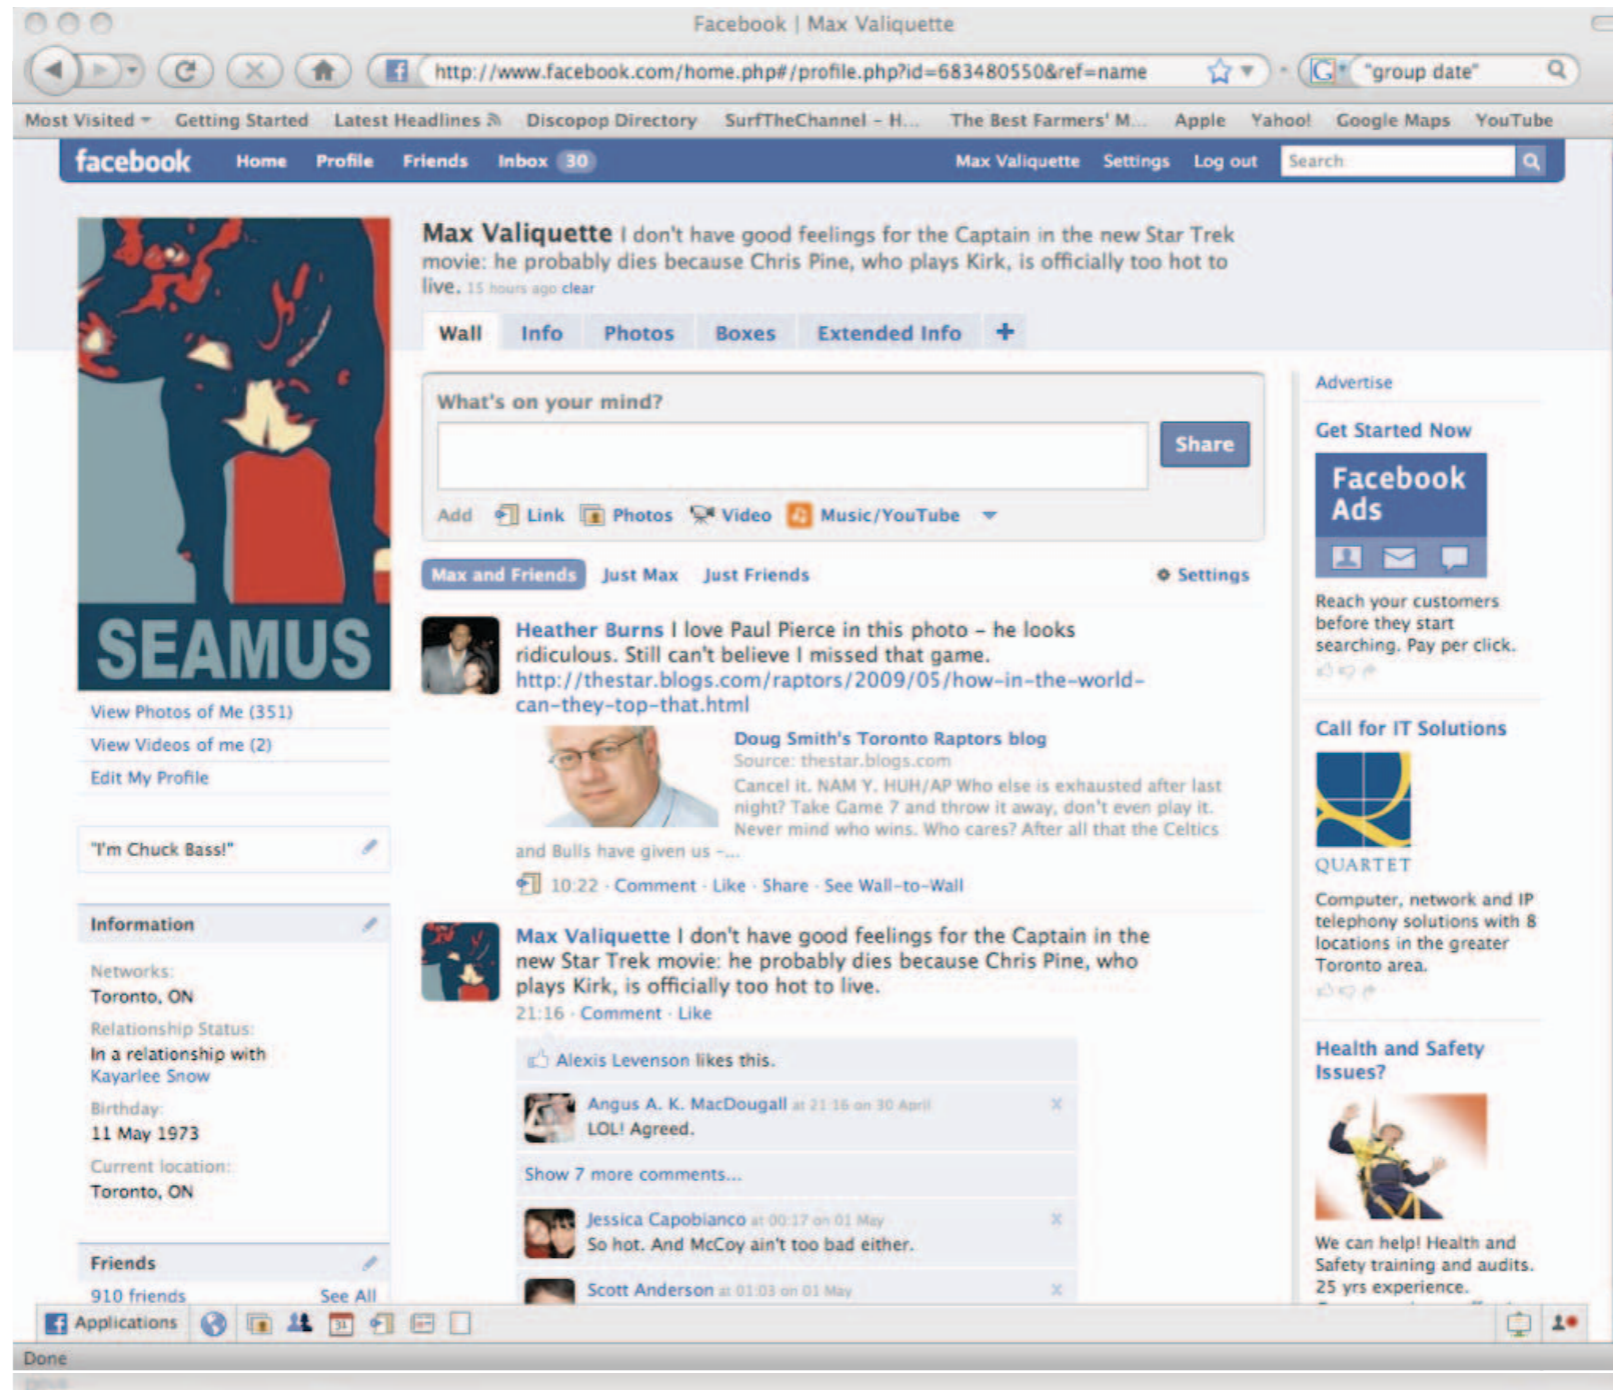 Facebook | Max Valiquette
http://www.facebook.com/home.php#/profile.php?id=683480550&ref=name
"group date"
Most Visited Getting Started Latest Headlines Discopop Directory SurfTheChannel – H... The Best Farmers' M... Apple Yahoo! Google Maps YouTube
facebook Home Profile Friends Inbox 30 Max Valiquette Settings Log out Search
SEAMUS
View Photos of Me (351)
View Videos of me (2)
Edit My Profile
"I'm Chuck Bass!"
Information
Networks:
Toronto, ON
Relationship Status:
In a relationship with
Kayarlee Snow
Birthday:
11 May 1973
Current location:
Toronto, ON
Friends
910 friends See All
Max Valiquette I don't have good feelings for the Captain in the new Star Trek
movie: he probably dies because Chris Pine, who plays Kirk, is officially too hot to
live. 15 hours ago clear
Wall Info Photos Boxes Extended Info +
What's on your mind?
Share
Add Link Photos Video Music/YouTube
Max and Friends Just Max Just Friends Settings
Heather Burns I love Paul Pierce in this photo – he looks
ridiculous. Still can't believe I missed that game.
http://thestar.blogs.com/raptors/2009/05/how-in-the-world-
can-they-top-that.html
Doug Smith's Toronto Raptors blog
Source: thestar.blogs.com
Cancel it. NAM Y. HUH/AP Who else is exhausted after last
night? Take Game 7 and throw it away, don't even play it.
Never mind who wins. Who cares? After all that the Celtics
and Bulls have given us –...
10:22 · Comment · Like · Share · See Wall-to-Wall
Max Valiquette I don't have good feelings for the Captain in the
new Star Trek movie: he probably dies because Chris Pine, who
plays Kirk, is officially too hot to live.
21:16 · Comment · Like
Alexis Levenson likes this.
Angus A. K. MacDougall at 21:16 on 30 April
LOL! Agreed.
Show 7 more comments...
Jessica Capobianco at 00:17 on 01 May
So hot. And McCoy ain't too bad either.
Scott Anderson at 01:03 on 01 May
Advertise
Get Started Now
Facebook
Ads
Reach your customers
before they start
searching. Pay per click.
Call for IT Solutions
QUARTET
Computer, network and IP
telephony solutions with 8
locations in the greater
Toronto area.
Health and Safety
Issues?
We can help! Health and
Safety training and audits.
25 yrs experience.
Applications
31
Done